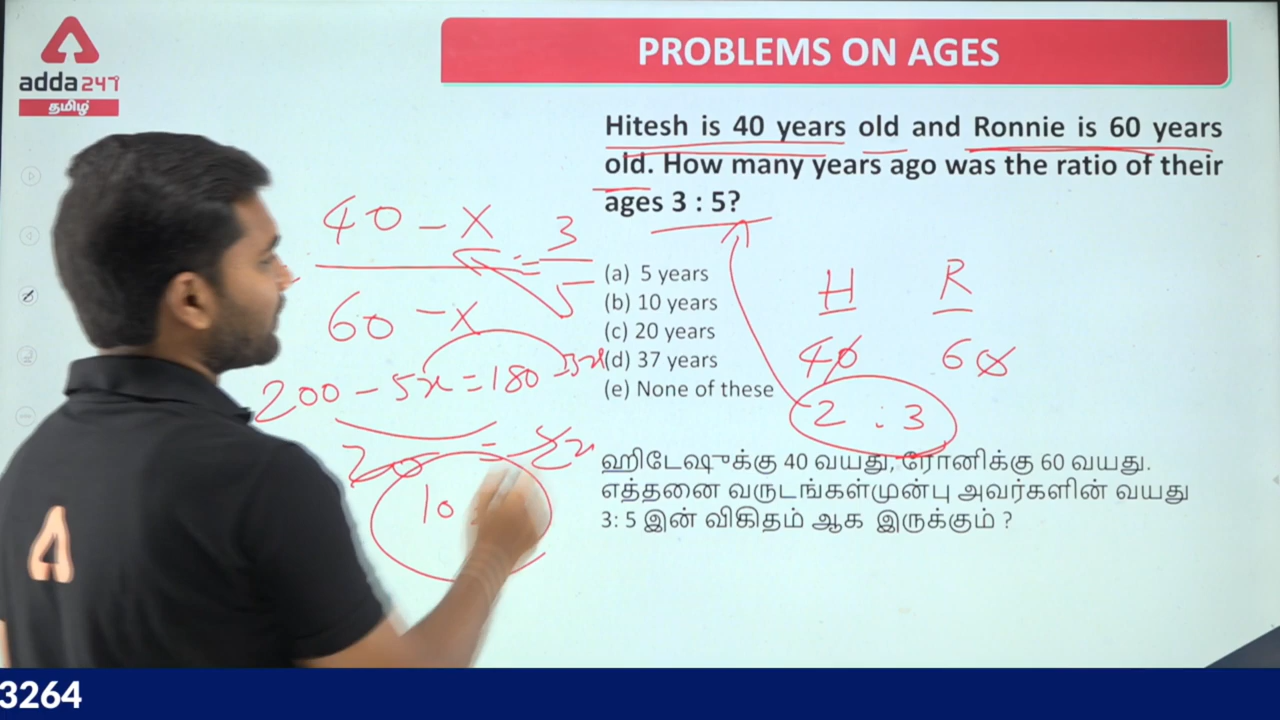 adda247
தமிழ்
PROBLEMS ON AGES
Hitesh is 40 years old and Ronnie is 60 years
old. How many years ago was the ratio of their
ages 3 : 5?
(a) 5 years
(b) 10 years
(c) 20 years
(d) 37 years
(e) None of these
H R
40 60
2 : 3
40 - x = 3
60 - x 5
200 - 5x = 180 - 3x
20 = 2x
10
ஹிடேஷுக்கு 40 வயது, ரோனிக்கு 60 வயது.
எத்தனை வருடங்கள்முன்பு அவர்களின் வயது
3: 5 இன் விகிதம் ஆக இருக்கும் ?
3264